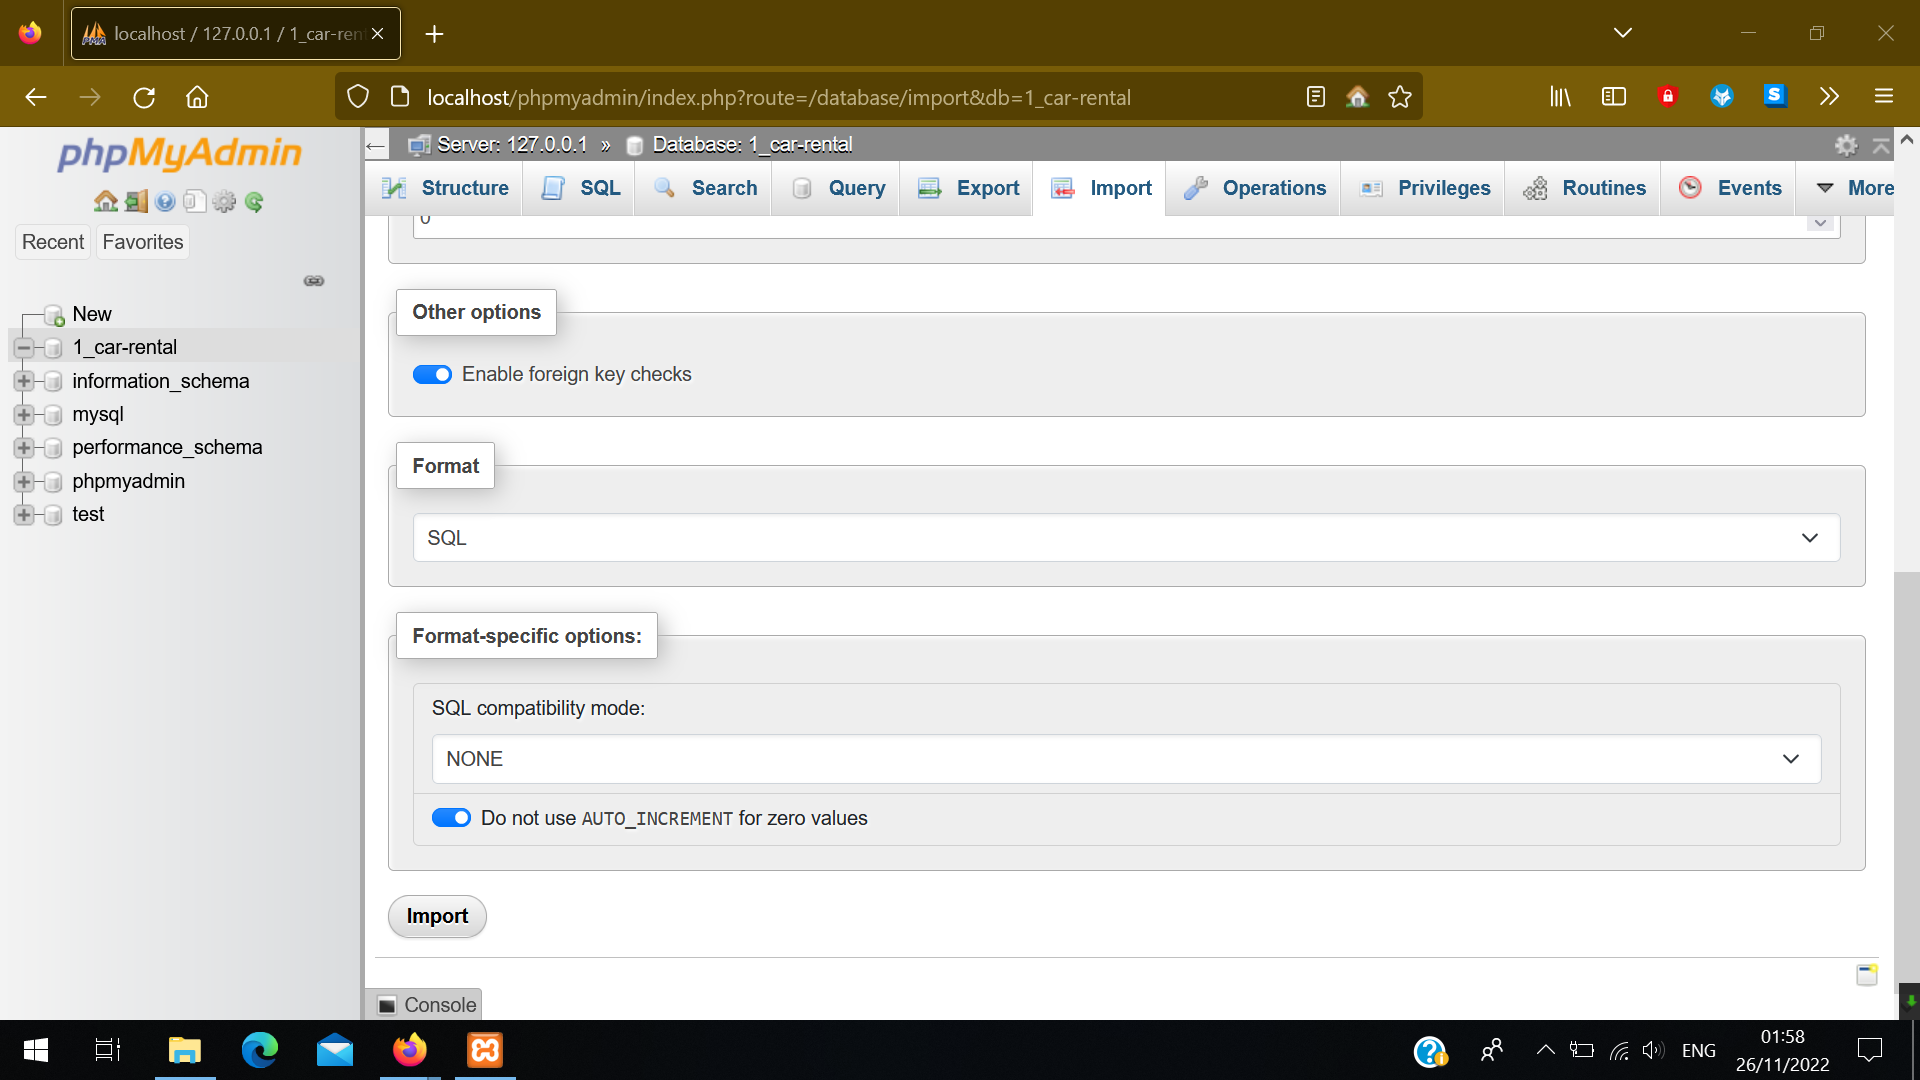 localhost / 127.0.0.1 / 1_car-ren
localhost/phpmyadmin/index.php?route=/database/import&db=1_car-rental
phpMyAdmin
Recent
Favorites
New
1_car-rental
information_schema
mysql
performance_schema
phpmyadmin
test
Server: 127.0.0.1 » Database: 1_car-rental
Structure
SQL
Search
Query
Export
Import
Operations
Privileges
Routines
Events
More
0
Other options
Enable foreign key checks
Format
SQL
Format-specific options:
SQL compatibility mode:
NONE
Do not use AUTO_INCREMENT for zero values
Import
Console
ENG
01:58
26/11/2022